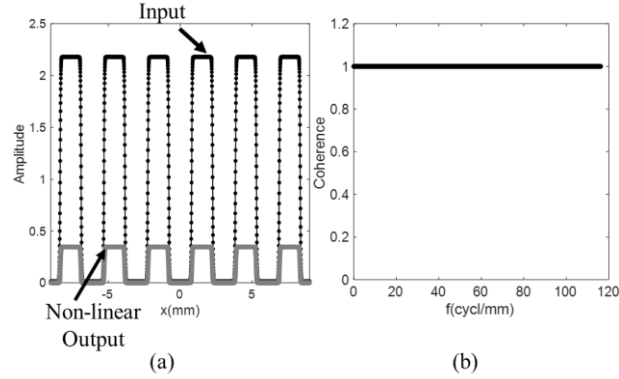 Input
2.5
2
1.5
1
0.5
0
Amplitude
-5 0 5
x(mm)
Non-linear
Output
(a)
1.2
1
0.8
0.6
0.4
0.2
0
Coherence
0 20 40 60 80 100 120
f(cycl/mm)
(b)